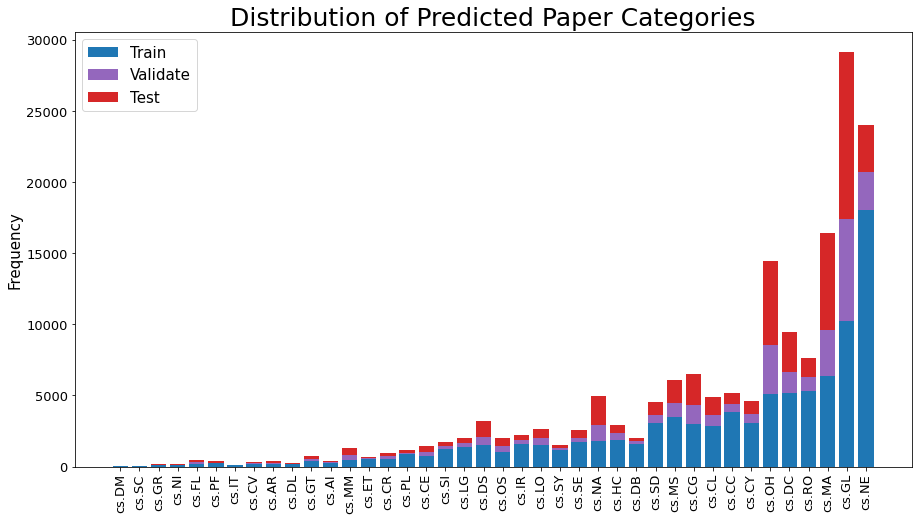 Distribution of Predicted Paper Categories
Train
Validate
Test
Frequency
30000
25000
20000
15000
10000
5000
0
cs.DM
cs.SC
cs.GR
cs.NI
cs.FL
cs.PF
cs.IT
cs.CV
cs.AR
cs.DL
cs.GT
cs.AI
cs.MM
cs.ET
cs.CR
cs.PL
cs.CE
cs.SI
cs.LG
cs.DS
cs.OS
cs.IR
cs.LO
cs.SY
cs.SE
cs.NA
cs.HC
cs.DB
cs.SD
cs.MS
cs.CG
cs.CL
cs.CC
cs.CY
cs.OH
cs.DC
cs.RO
cs.MA
cs.GL
cs.NE